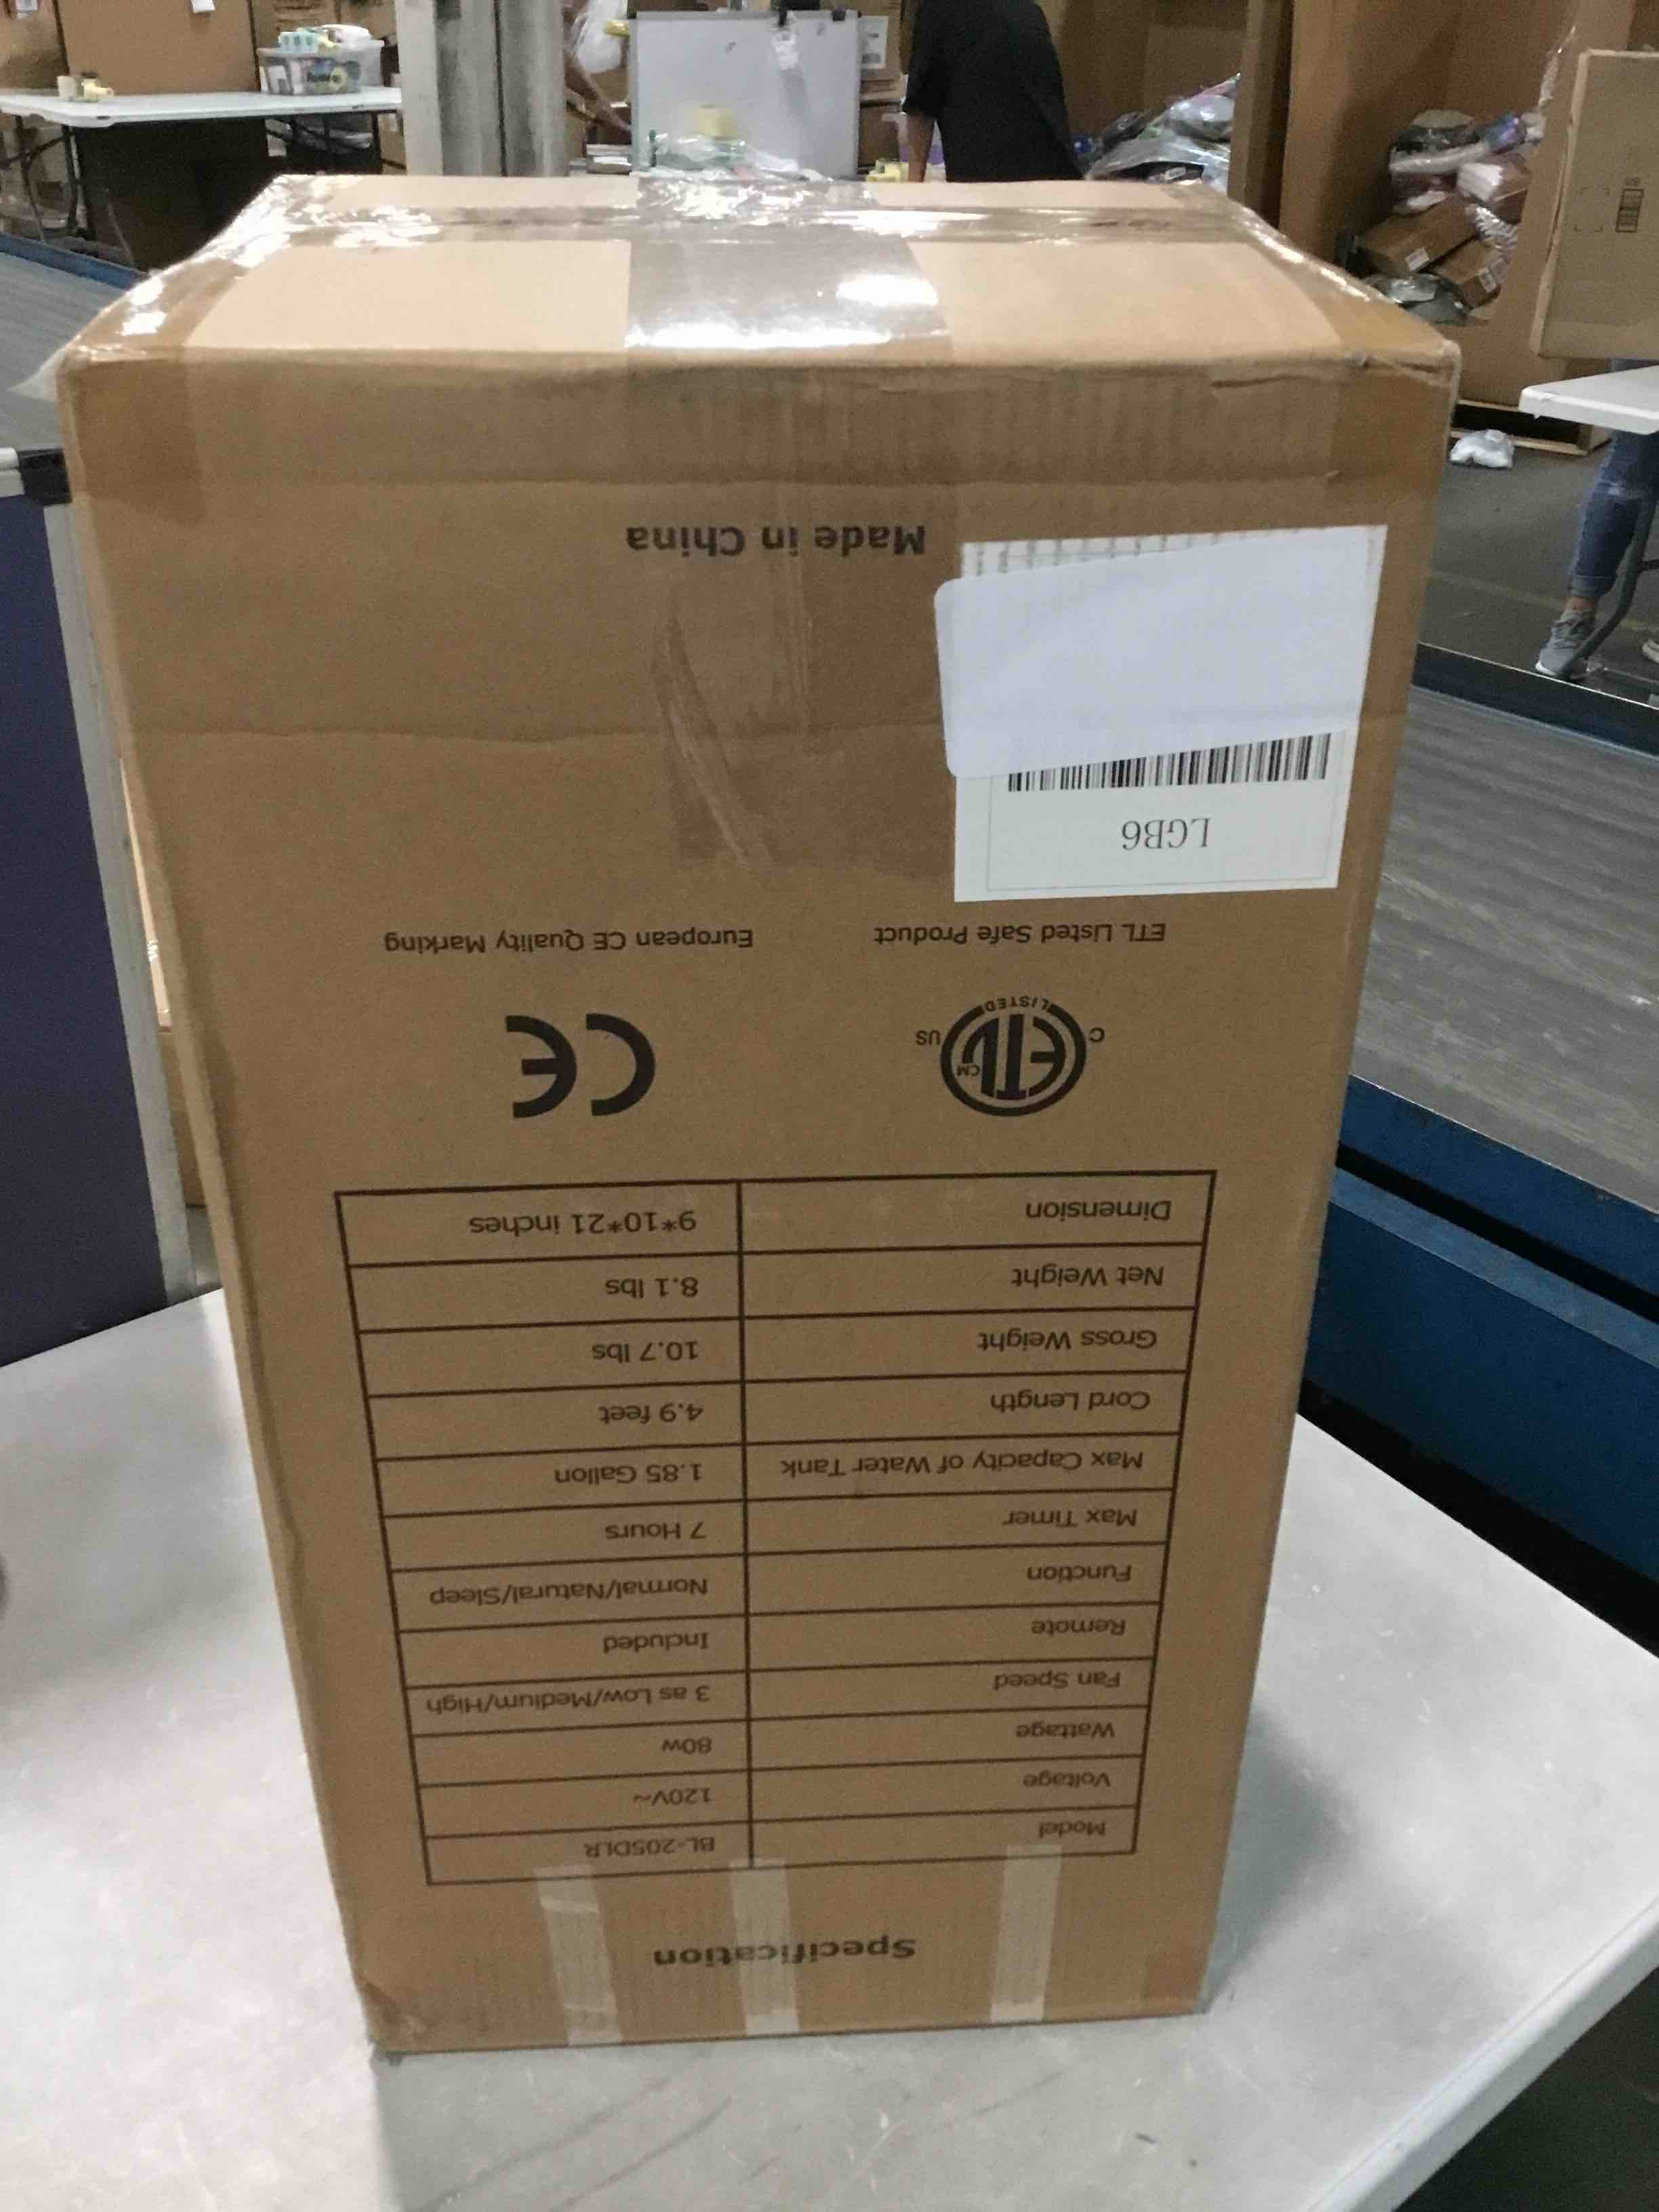 Specification
Model BL-205DLR
Voltage 120V~
Wattage 80w
Fan Speed 3 as Low/Medium/High
Remote Included
Function Normal/Natural/Sleep
Max Timer 7 Hours
Max Capacity of Water Tank 1.85 Gallon
Cord Length 4.9 feet
Gross Weight 10.7 lbs
Net Weight 8.1 lbs
Dimension 9*10*21 inches
C ETL CM US
LISTED
CE
ETL Listed Safe Product
European CE Quality Marking
LGB6
Made in China